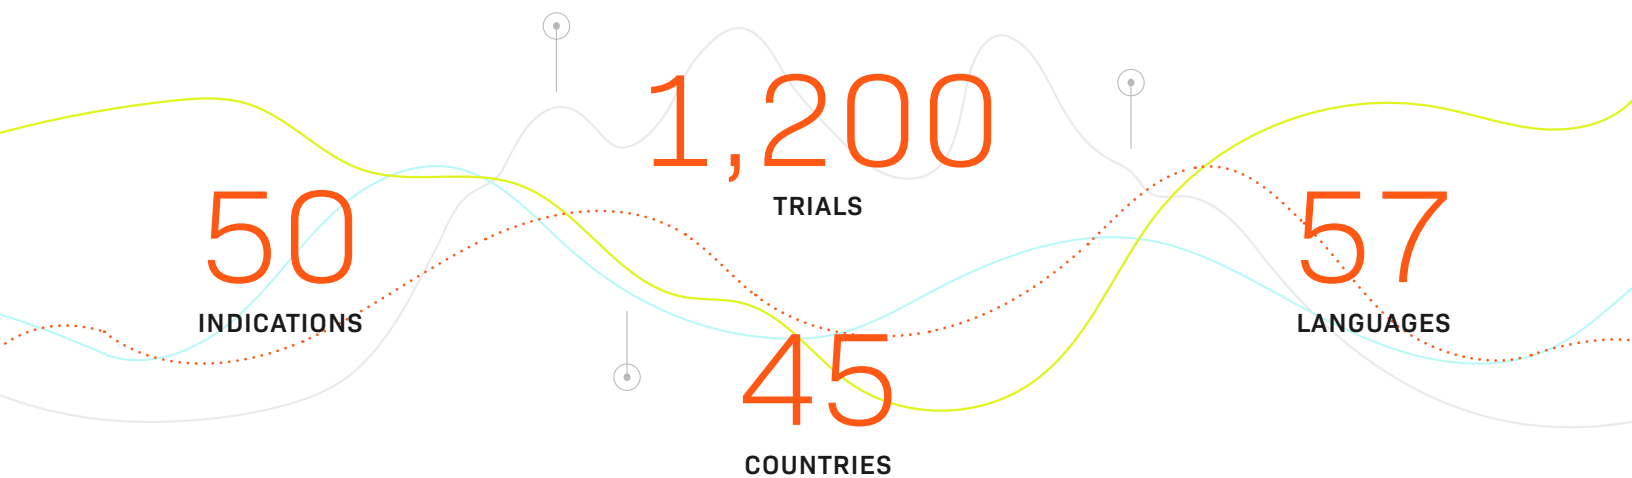 1,200
TRIALS
50
INDICATIONS
57
LANGUAGES
45
COUNTRIES